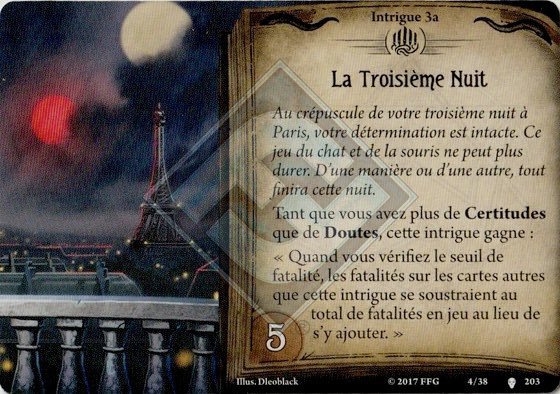 Intrigue 3a
La Troisième Nuit
Au crépuscule de votre troisième nuit à
Paris, votre détermination est intacte. Ce
jeu du chat et de la souris ne peut plus
durer. D'une manière ou d'une autre, tout
finira cette nuit.
Tant que vous avez plus de Certitudes
que de Doutes, cette intrigue gagne :
« Quand vous vérifiez le seuil de
fatalité, les fatalités sur les cartes autres
que cette intrigue se soustraient au
total de fatalités en jeu au lieu de
s'y ajouter. »
5
Illus. Dleoblack © 2017 FFG 4/38 203